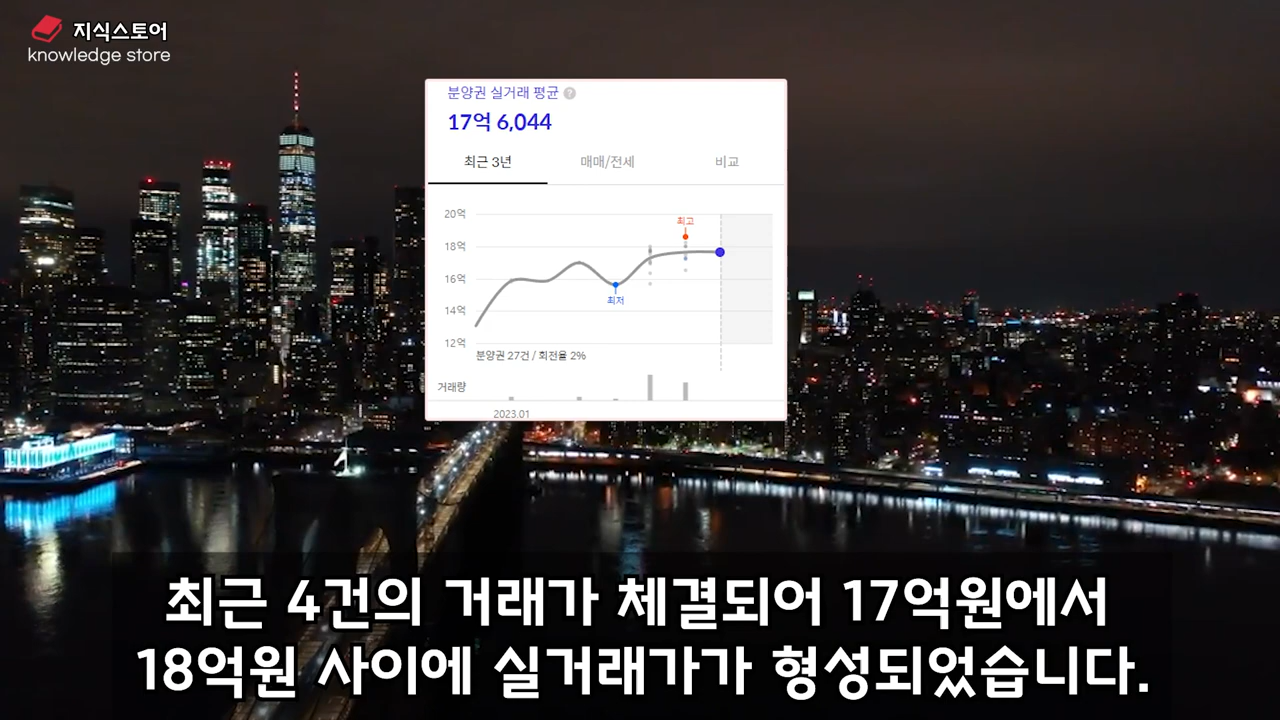 지식스토어
knowledge store
분양권 실거래 평균 ?
17억 6,044
최근 3년 매매/전세 비교
20억
최고
18억
16억
최저
14억
12억
분양권 27건 / 회전율 2%
거래량
2023.01
최근 4건의 거래가 체결되어 17억원에서
18억원 사이에 실거래가가 형성되었습니다.